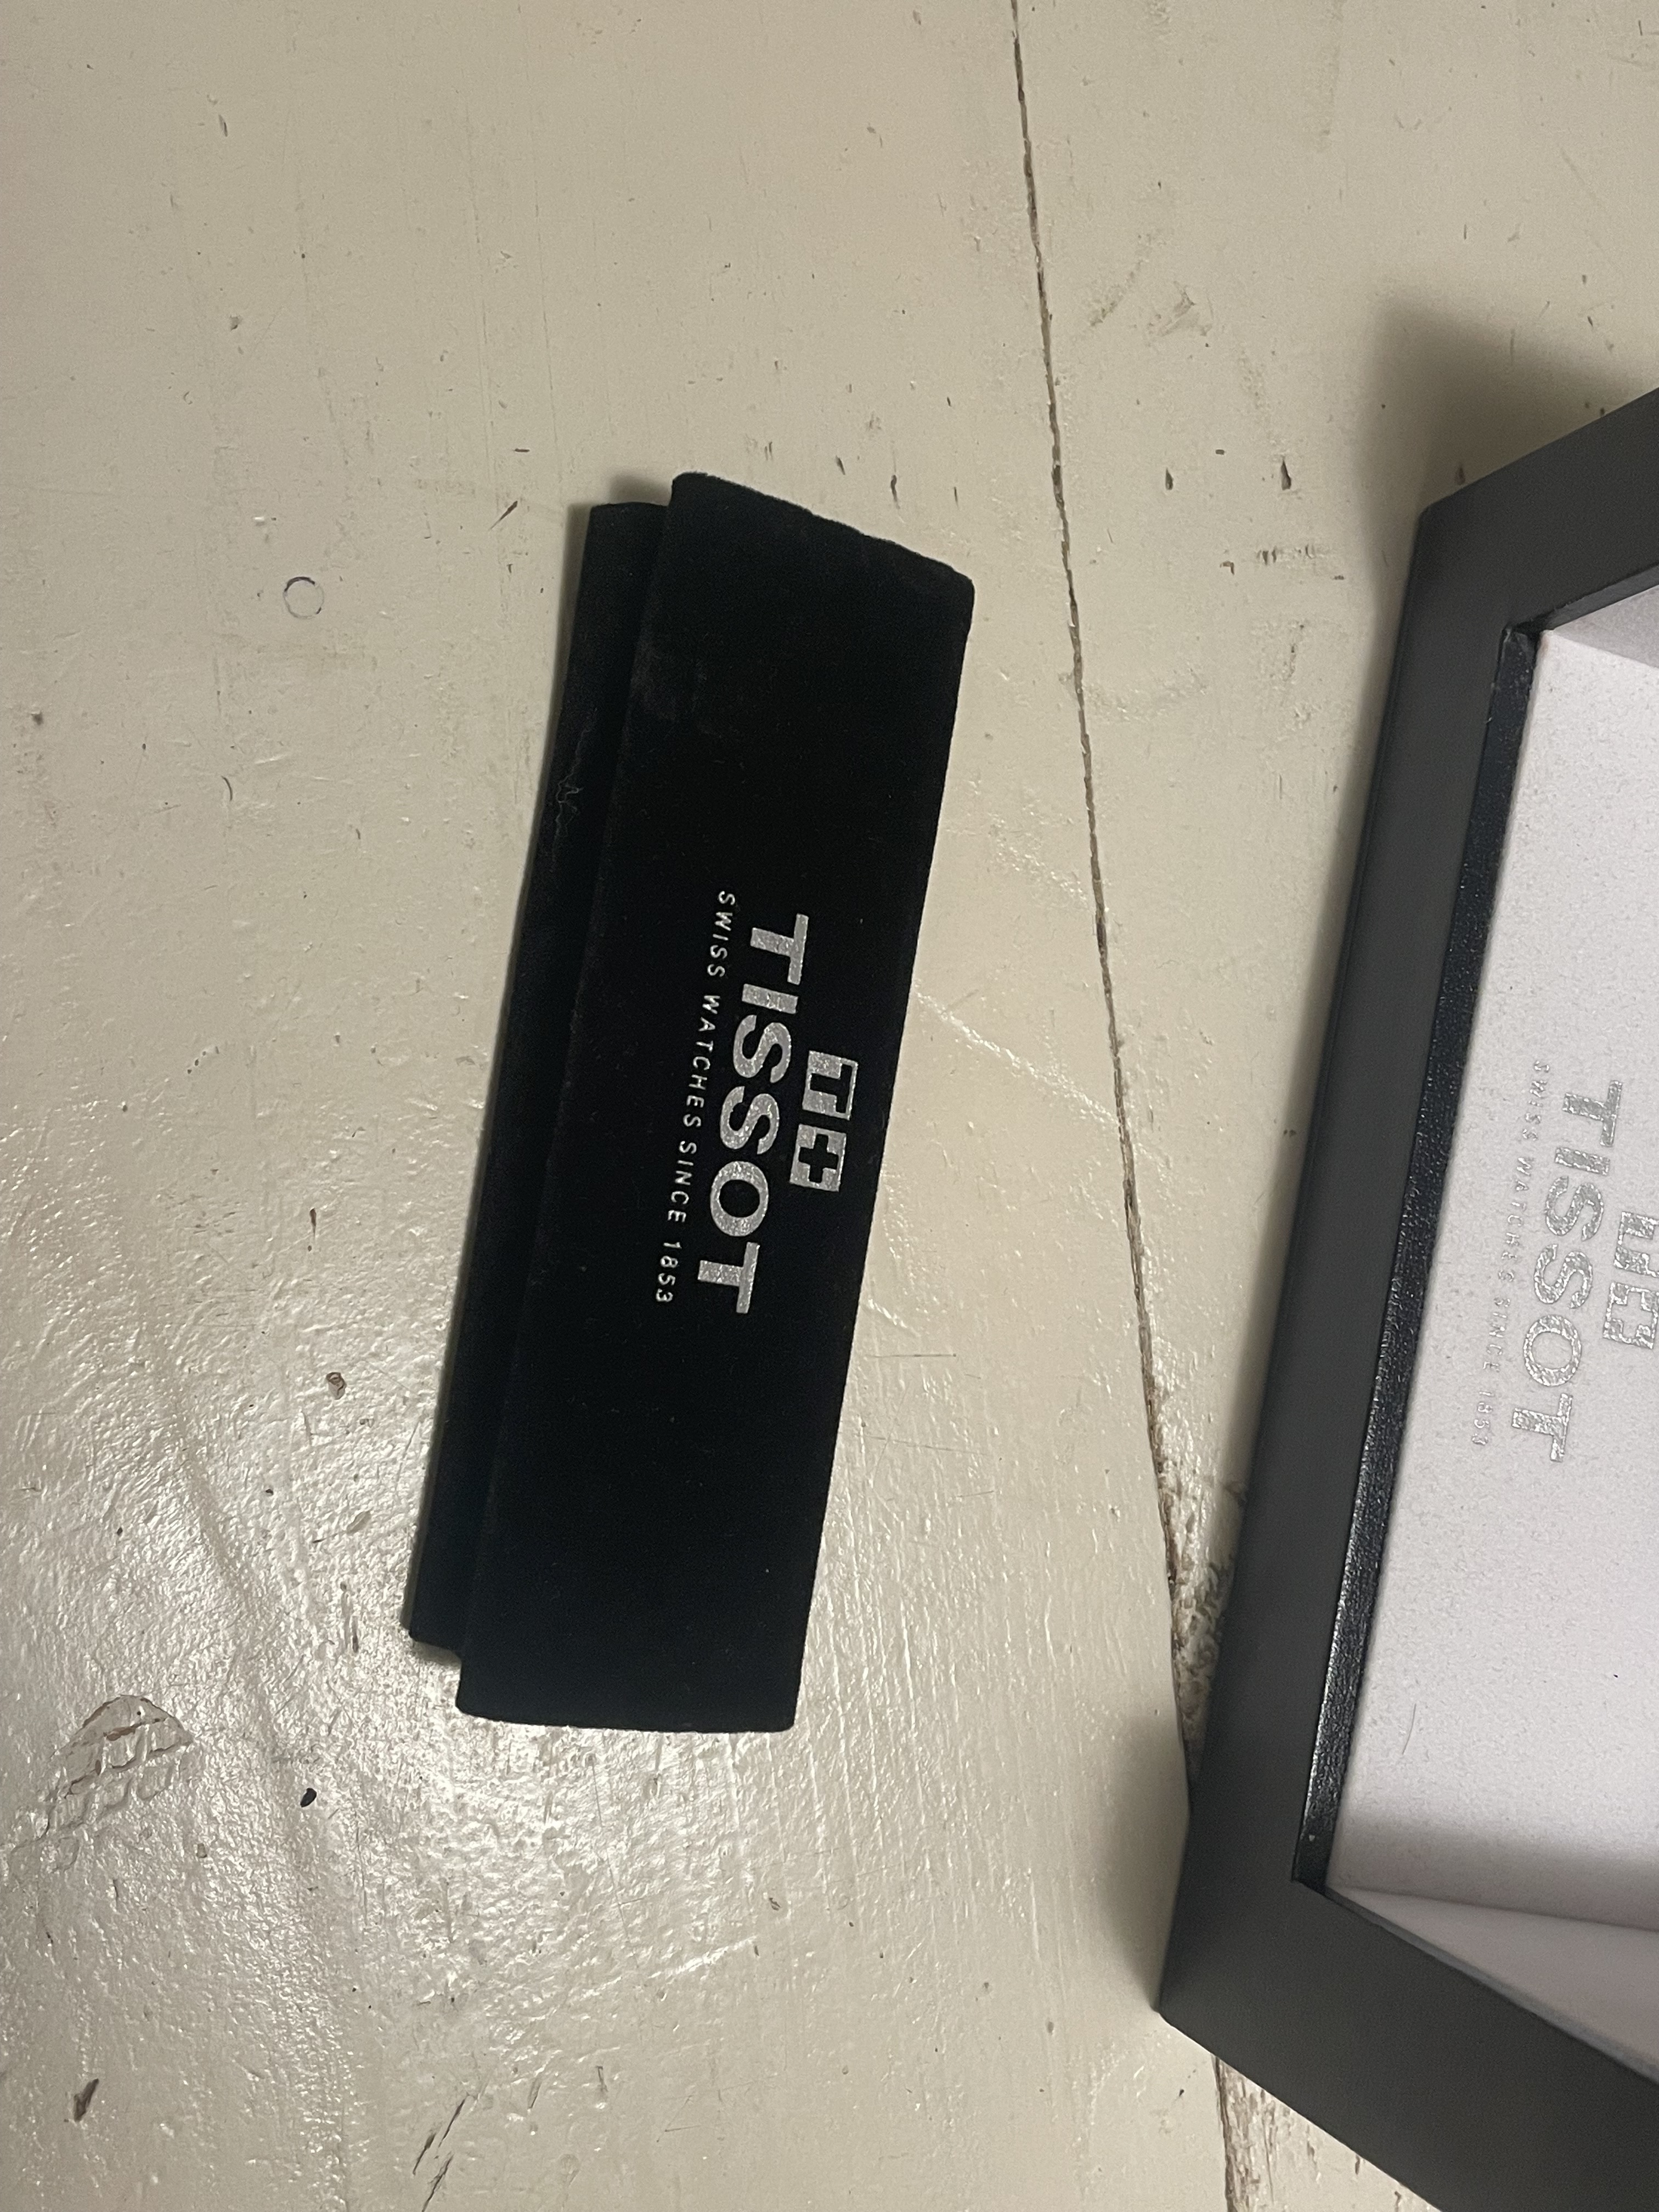 T+
TISSOT
SWISS WATCHES SINCE 1853
T+
TISSOT
SWISS WATCHES SINCE 1853